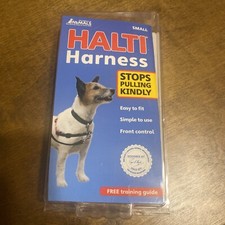 SMALL
HALTI
Harness
STOPS
PULLING
KINDLY
Easy to fit
Simple to use
Front control
FREE training guide